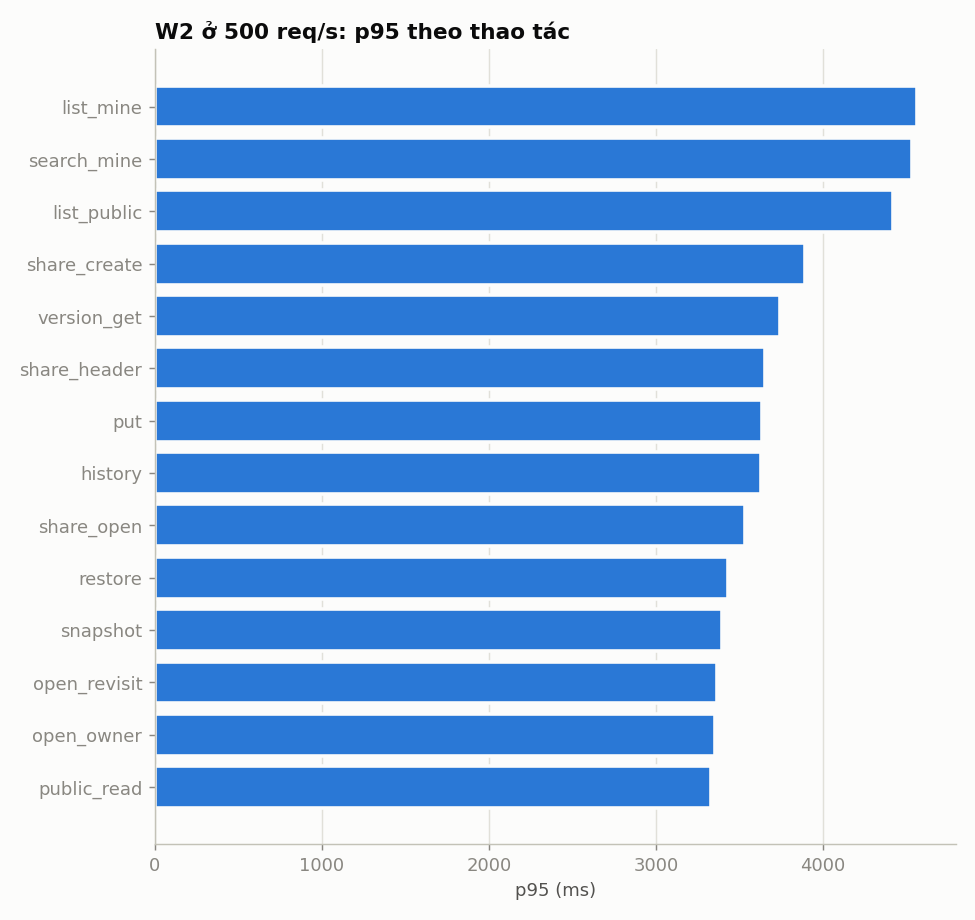 W2 ở 500 req/s: p95 theo thao tác
list_mine
search_mine
list_public
share_create
version_get
share_header
put
history
share_open
restore
snapshot
open_revisit
open_owner
public_read
0 1000 2000 3000 4000
p95 (ms)